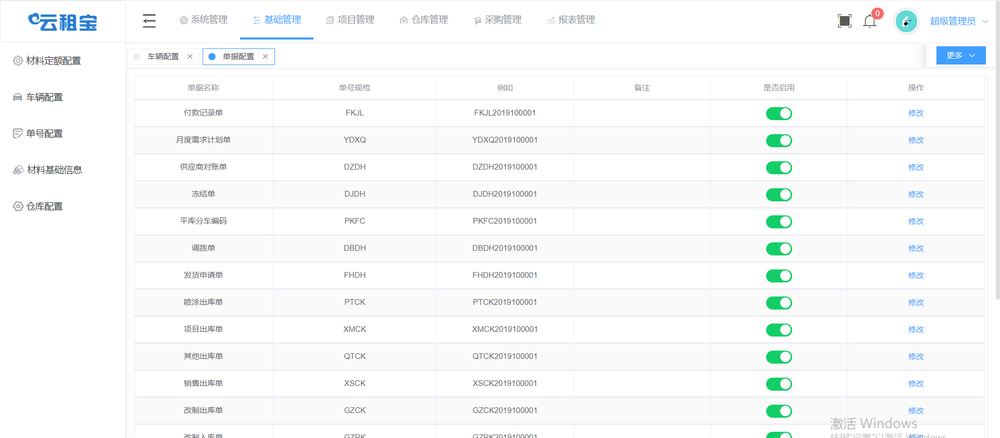 云租宝
系统管理 基础管理 项目管理 仓库管理 采购管理 报表管理 0 超级管理员
车辆配置 单据配置 更多
材料定额配置
车辆配置
单号配置
材料基础信息
仓库配置
单据名称 单号规格 例如 备注 是否启用 操作
付款记录单 FKJL FKJL2019100001 修改
月度需求计划单 YDXQ YDXQ2019100001 修改
供应商对账单 DZDH DZDH2019100001 修改
冻结单 DJDH DJDH2019100001 修改
平库分车编码 PKFC PKFC2019100001 修改
调拨单 DBDH DBDH2019100001 修改
发货申请单 FHDH FHDH2019100001 修改
喷涂出库单 PTCK PTCK2019100001 修改
项目出库单 XMCK XMCK2019100001 修改
其他出库单 QTCK QTCK2019100001 修改
销售出库单 XSCK XSCK2019100001 修改
改制出库单 GZCK GZCK2019100001 修改
改制入库单 GZRK GZRK2019100001 修改
激活 Windows
转到"设置"以激活 Windows